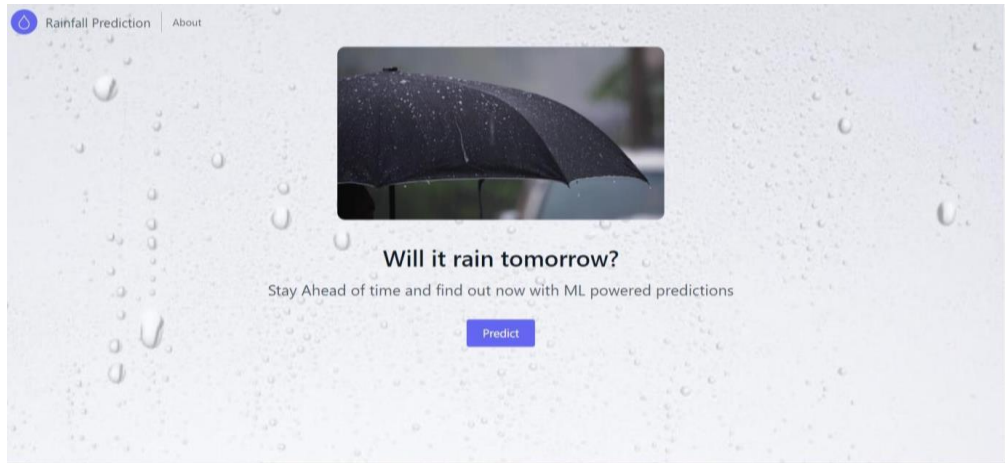 Rainfall Prediction About
Will it rain tomorrow?
Stay Ahead of time and find out now with ML powered predictions
Predict